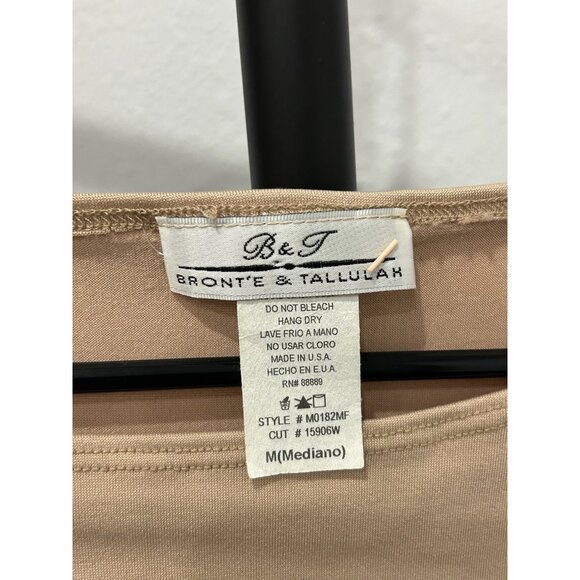 B & T
BRONT'E & TALLULAH
DO NOT BLEACH
HANG DRY
LAVE FRIO A MANO
NO USAR CLORO
MADE IN U.S.A.
HECHO EN E.U.A.
RN# 88889
STYLE # M0182MF
CUT # 15906W
M(Mediano)